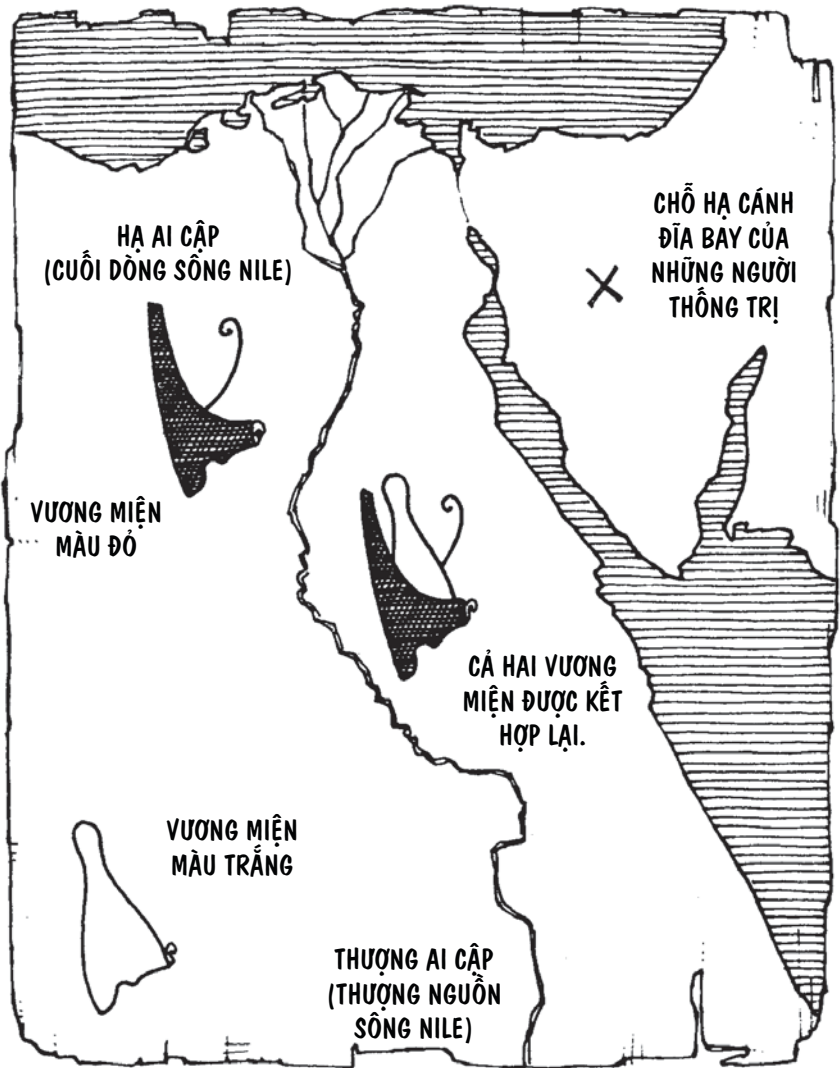 CHỖ HẠ CÁNH
ĐĨA BAY CỦA
NHỮNG NGƯỜI
THỐNG TRỊ
HẠ AI CẬP
(CUỐI DÒNG SÔNG NILE)
VƯƠNG MIỆN
MÀU ĐỎ
CẢ HAI VƯƠNG
MIỆN ĐƯỢC KẾT
HỢP LẠI.
VƯƠNG MIỆN
MÀU TRẮNG
THƯỢNG AI CẬP
(THƯỢNG NGUỒN
SÔNG NILE)